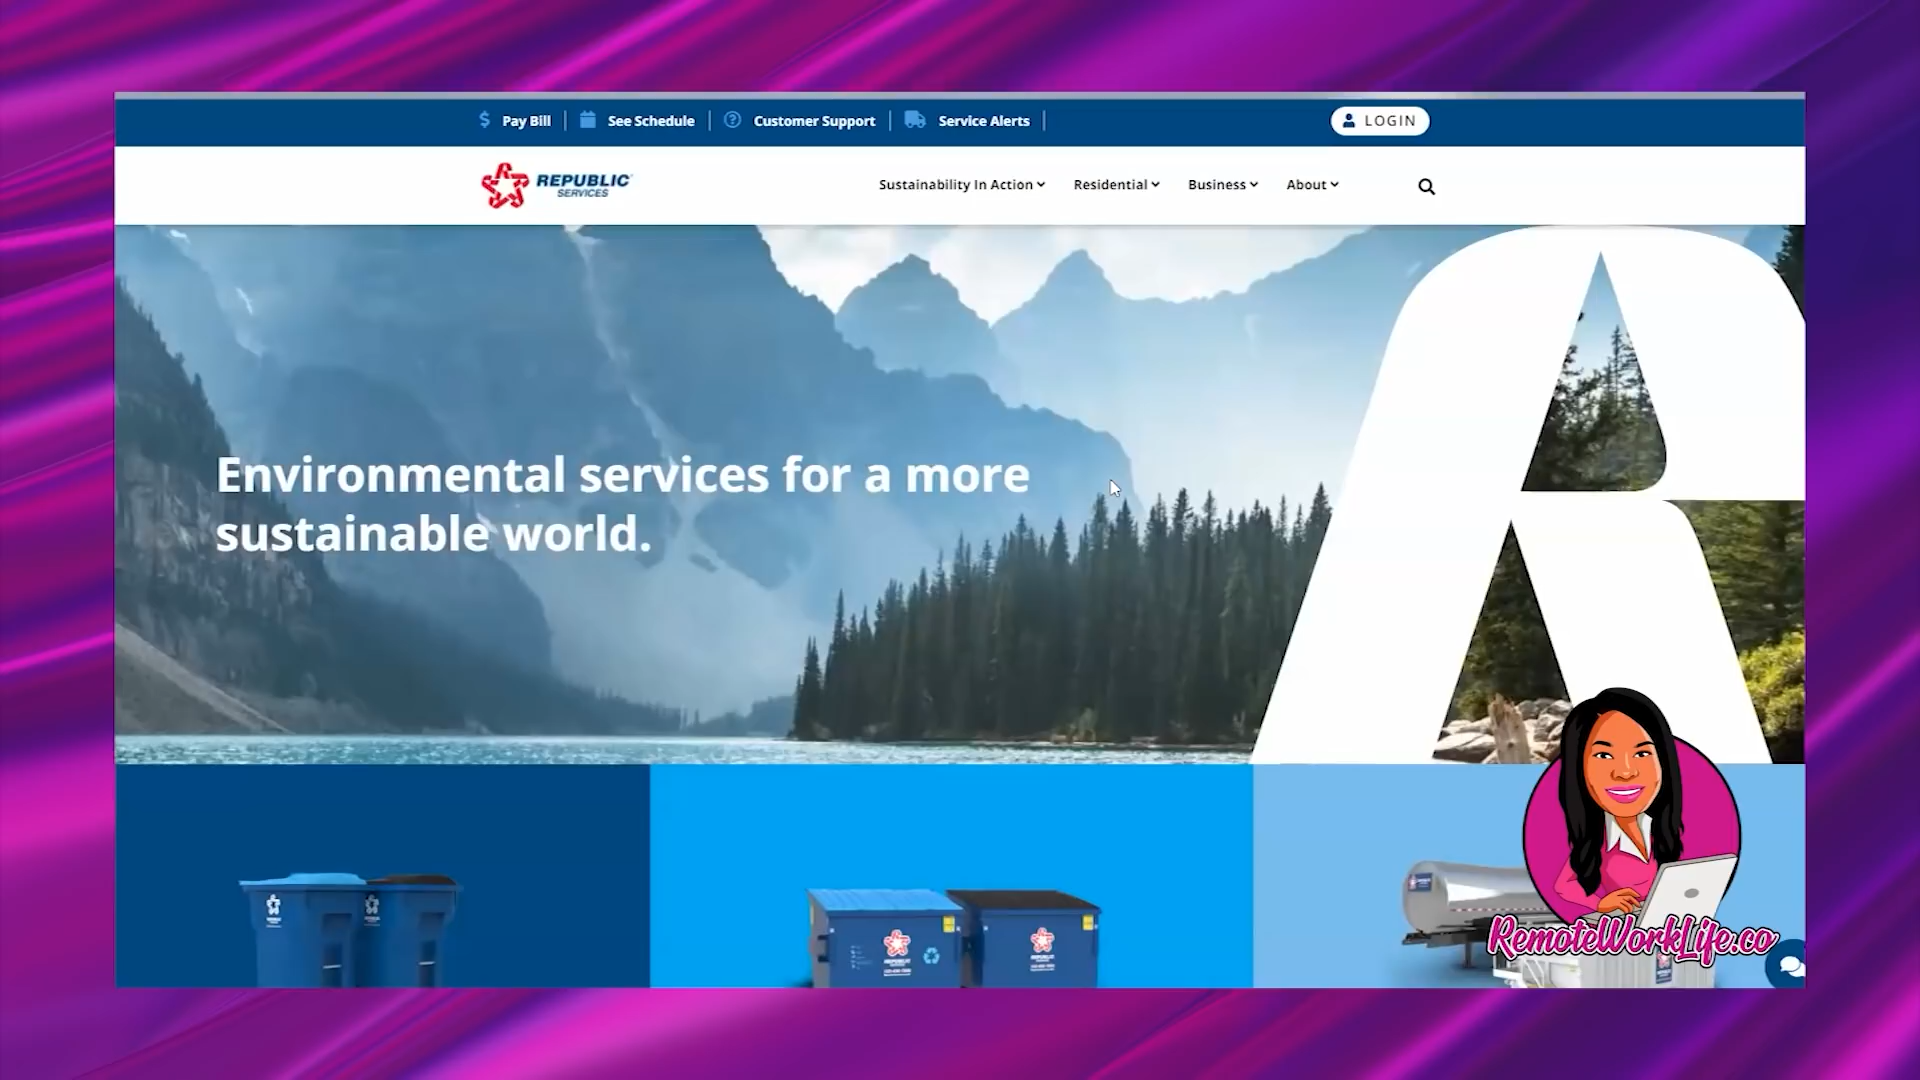 Pay Bill
See Schedule
Customer Support
Service Alerts
LOGIN
REPUBLIC
SERVICES
Sustainability In Action
Residential
Business
About
Environmental services for a more
sustainable world.
RemoteWorkLife.co